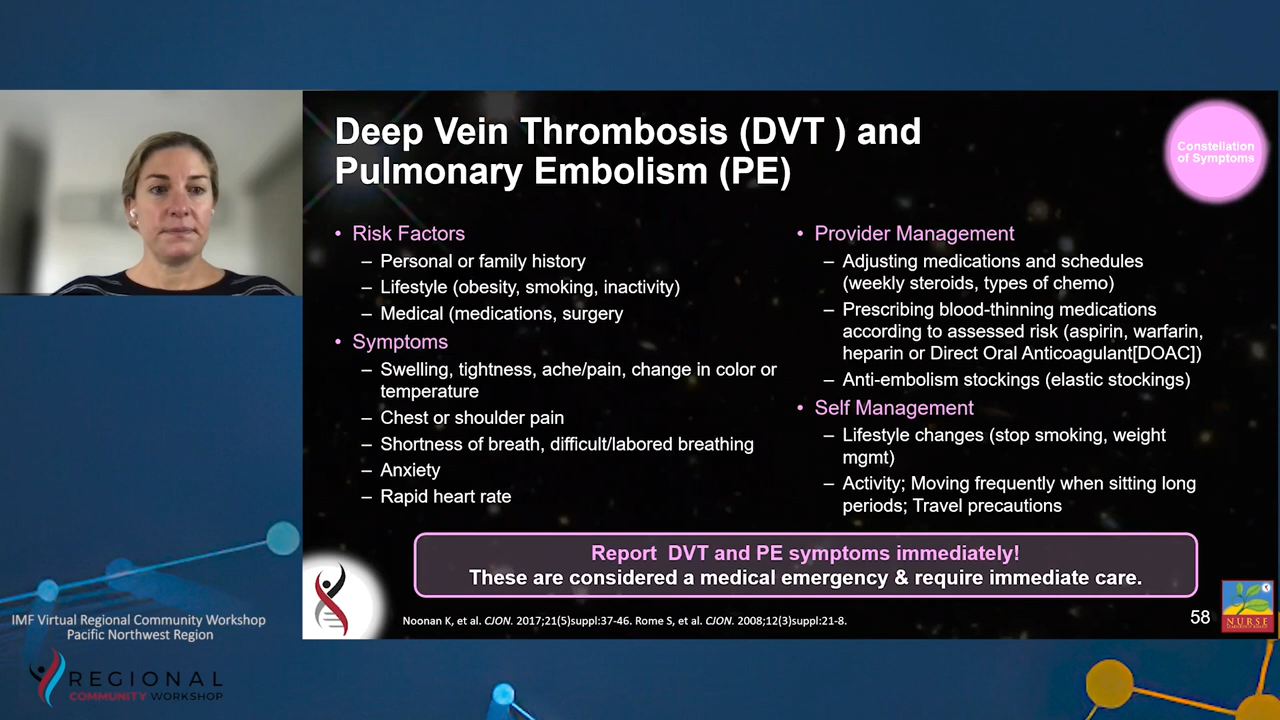 Deep Vein Thrombosis (DVT ) and
Pulmonary Embolism (PE)
Constellation
of Symptoms
• Risk Factors
– Personal or family history
– Lifestyle (obesity, smoking, inactivity)
– Medical (medications, surgery
• Symptoms
– Swelling, tightness, ache/pain, change in color or
temperature
– Chest or shoulder pain
– Shortness of breath, difficult/labored breathing
– Anxiety
– Rapid heart rate
• Provider Management
– Adjusting medications and schedules
(weekly steroids, types of chemo)
– Prescribing blood-thinning medications
according to assessed risk (aspirin, warfarin,
heparin or Direct Oral Anticoagulant[DOAC])
– Anti-embolism stockings (elastic stockings)
• Self Management
– Lifestyle changes (stop smoking, weight
mgmt)
– Activity; Moving frequently when sitting long
periods; Travel precautions
Report DVT and PE symptoms immediately!
These are considered a medical emergency & require immediate care.
Noonan K, et al. CJON. 2017;21(5)suppl:37-46. Rome S, et al. CJON. 2008;12(3)suppl:21-8.
58
NURSE
IMF Virtual Regional Community Workshop
Pacific Northwest Region
REGIONAL
COMMUNITY WORKSHOP